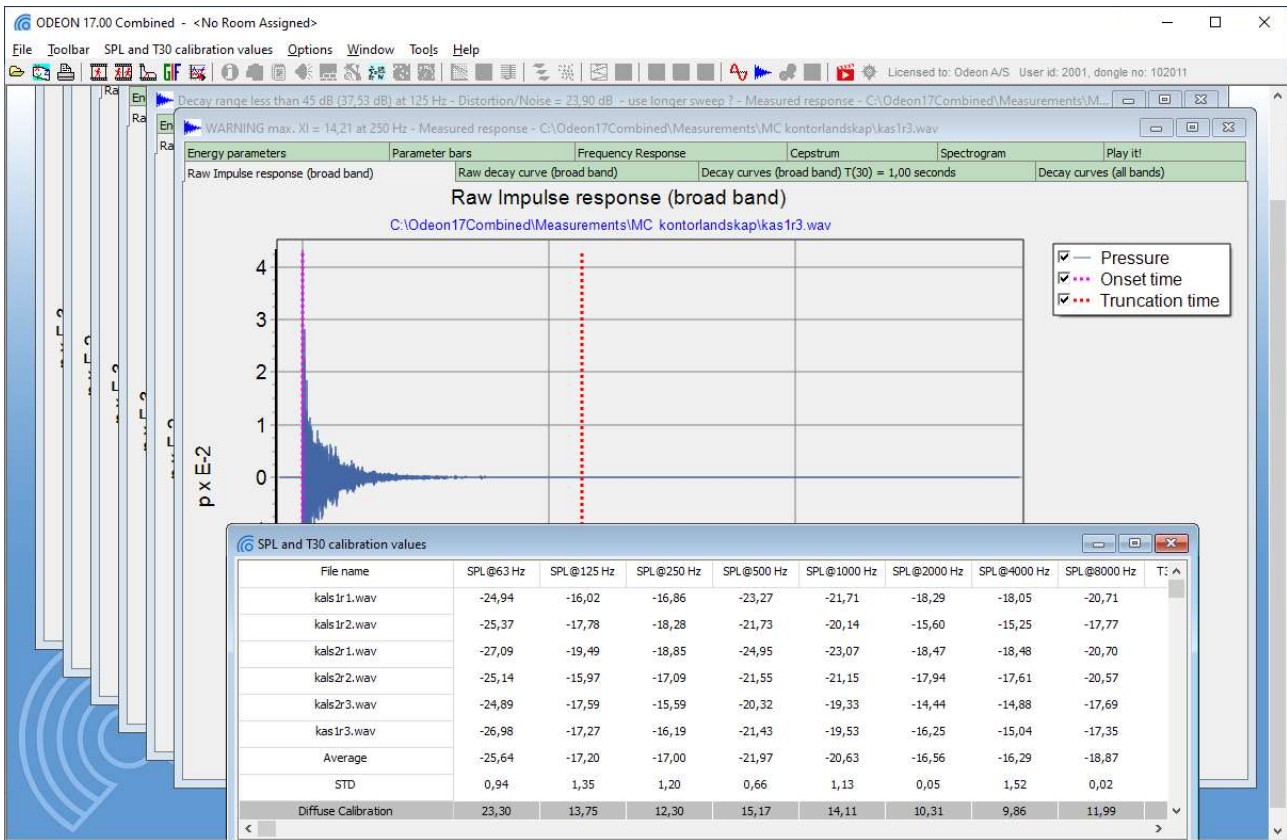 ODEON 17.00 Combined - <No Room Assigned>
File Toolbar SPL and T30 calibration values Options Window Tools Help
GIF Licensed to: Odeon A/S User id: 2001, dongle no: 102011
Ra En Decay range less than 45 dB (37,53 dB) at 125 Hz - Distortion/Noise = 23,90 dB - use longer sweep ? - Measured response - C:\Odeon17Combined\Measurements\M...
Ra En WARNING max. XI = 14,21 at 250 Hz - Measured response - C:\Odeon17Combined\Measurements\MC kontorlandskap\kas1r3.wav
Ra Energy parameters Parameter bars Frequency Response Cepstrum Spectrogram Play it!
Raw Impulse response (broad band) Raw decay curve (broad band) Decay curves (broad band) T(30) = 1,00 seconds Decay curves (all bands)
Raw Impulse response (broad band)
C:\Odeon17Combined\Measurements\MC kontorlandskap\kas1r3.wav
4
3
2
1
0
p x E-2
Pressure
Onset time
Truncation time
SPL and T30 calibration values
File name SPL@63 Hz SPL@125 Hz SPL@250 Hz SPL@500 Hz SPL@1000 Hz SPL@2000 Hz SPL@4000 Hz SPL@8000 Hz
kals1r1.wav -24,94 -16,02 -16,86 -23,27 -21,71 -18,29 -18,05 -20,71
kals1r2.wav -25,37 -17,78 -18,28 -21,73 -20,14 -15,60 -15,25 -17,77
kals2r1.wav -27,09 -19,49 -18,85 -24,95 -23,07 -18,47 -18,48 -20,70
kals2r2.wav -25,14 -15,97 -17,09 -21,55 -21,15 -17,94 -17,61 -20,57
kals2r3.wav -24,89 -17,59 -15,59 -20,32 -19,33 -14,44 -14,88 -17,69
kas1r3.wav -26,98 -17,27 -16,19 -21,43 -19,53 -16,25 -15,04 -17,35
Average -25,64 -17,20 -17,00 -21,97 -20,63 -16,56 -16,29 -18,87
STD 0,94 1,35 1,20 0,66 1,13 0,05 1,52 0,02
Diffuse Calibration 23,30 13,75 12,30 15,17 14,11 10,31 9,86 11,99